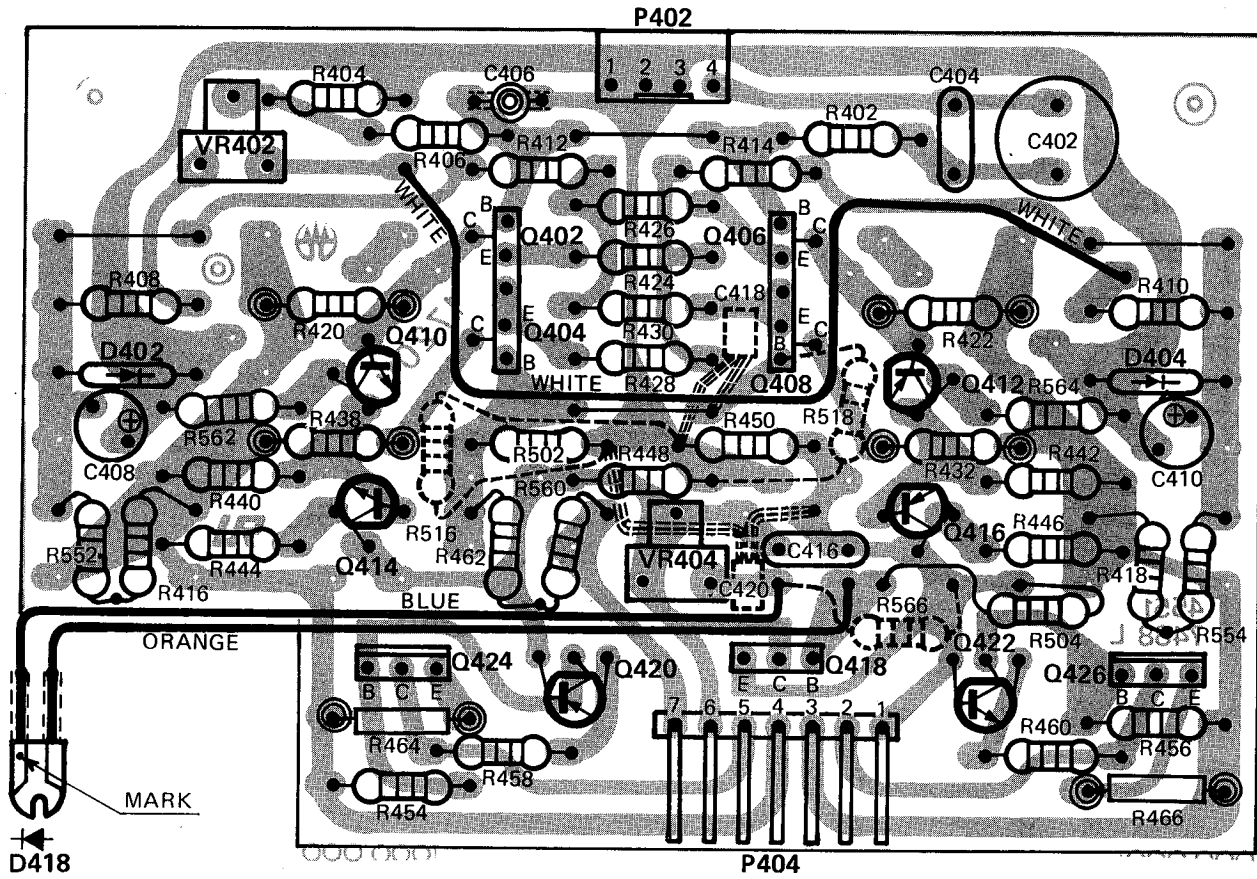 P402
1 2 3 4
R404
C406
C404
VR402
R406
R412
R414
R402
C402
WHITE
WHITE
B
C
Q402
E
R426
Q406
B
C
E
R408
R420
Q410
R424
C418
R422
R410
C
E
Q404
B
R430
E
C
B
Q408
D402
R428
WHITE
Q412
R564
D404
R562
R438
R518
C408
R502
R448
R450
R432
R442
C410
R440
R560
R516
Q414
R462
VR404
C416
Q416
R446
R552
R444
R416
R418
R554
BLUE
C420
R566
R504
ORANGE
Q424
B C E
Q420
Q418
E C B
Q422
Q426
B C E
R464
7 6 5 4 3 2 1
R460
R456
R458
R454
R466
MARK
D418
P404